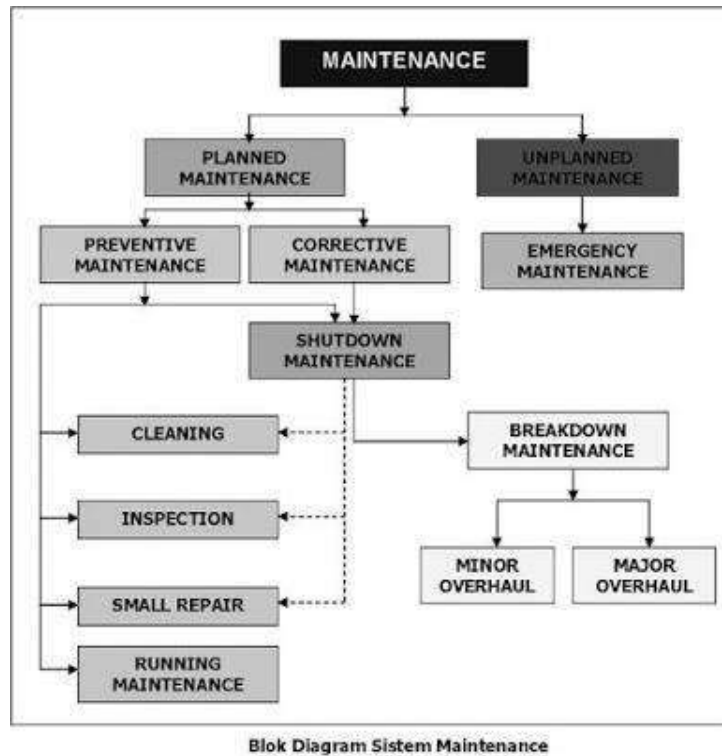 MAINTENANCE
PLANNED
MAINTENANCE
UNPLANNED
MAINTENANCE
PREVENTIVE
MAINTENANCE
CORRECTIVE
MAINTENANCE
EMERGENCY
MAINTENANCE
SHUTDOWN
MAINTENANCE
CLEANING
BREAKDOWN
MAINTENANCE
INSPECTION
MINOR
OVERHAUL
MAJOR
OVERHAUL
SMALL REPAIR
RUNNING
MAINTENANCE
Blok Diagram Sistem Maintenance